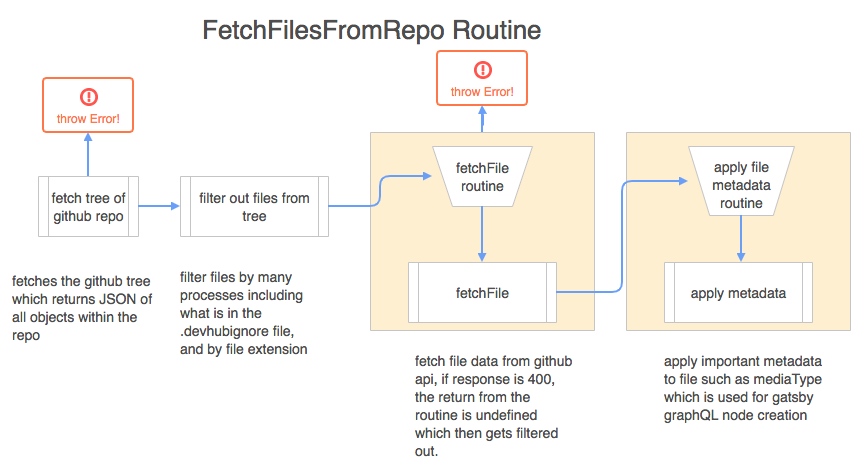 FetchFilesFromRepo Routine
throw Error!
throw Error!
fetch tree of
github repo
filter out files from
tree
fetchFile
routine
apply file
metadata
routine
fetchFile
apply metadata
fetches the github tree
which returns JSON of
all objects within the
repo
filter files by many
processes including
what is in the
.devhubignore file,
and by file extension
fetch file data from github
api, if response is 400,
the return from the
routine is undefined
which then gets filtered
out.
apply important metadata
to file such as mediaType
which is used for gatsby
graphQL node creation